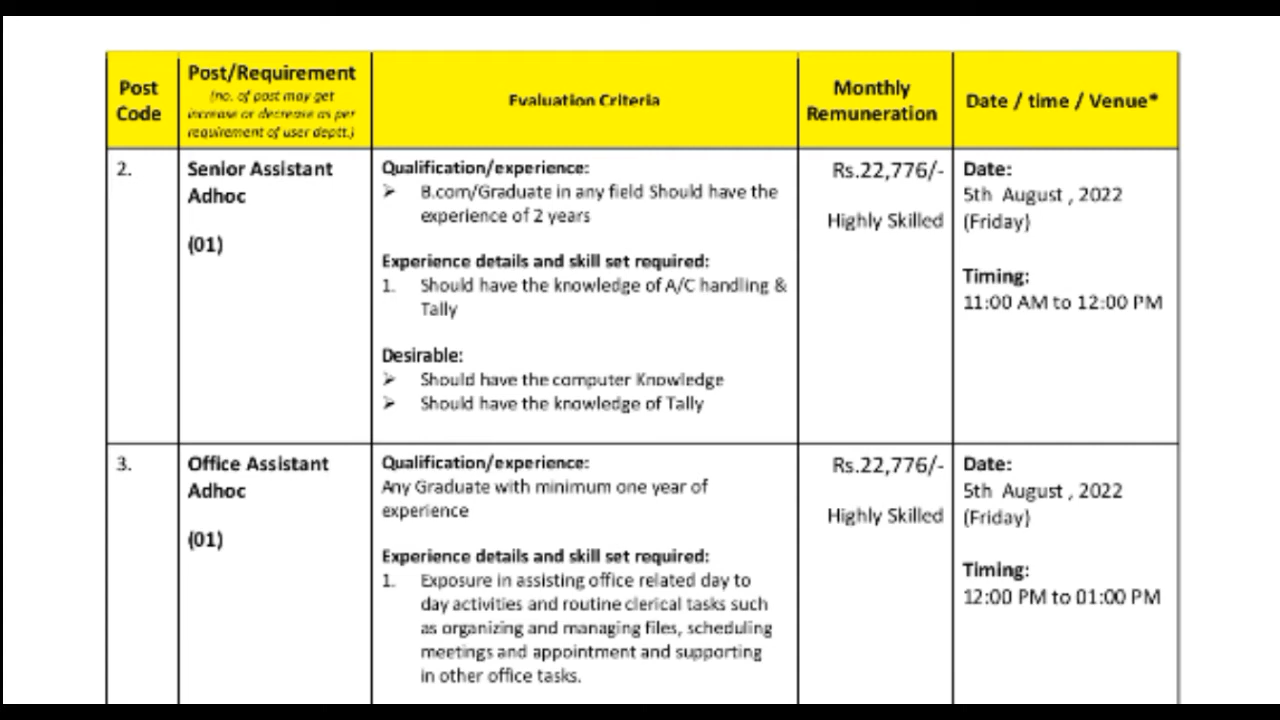 Post
Code
Post/Requirement
(no. of post may get
increase or decrease as per
requirement of user deptt.)
Evaluation Criteria
Monthly
Remuneration
Date / time / Venue*
2.
Senior Assistant
Adhoc
(01)
Qualification/experience:
➢ B.com/Graduate in any field Should have the
experience of 2 years
Experience details and skill set required:
1. Should have the knowledge of A/C handling &
Tally
Desirable:
➢ Should have the computer Knowledge
➢ Should have the knowledge of Tally
Rs.22,776/-
Highly Skilled
Date:
5th August , 2022
(Friday)
Timing:
11:00 AM to 12:00 PM
3.
Office Assistant
Adhoc
(01)
Qualification/experience:
Any Graduate with minimum one year of
experience
Experience details and skill set required:
1. Exposure in assisting office related day to
day activities and routine clerical tasks such
as organizing and managing files, scheduling
meetings and appointment and supporting
in other office tasks.
Rs.22,776/-
Highly Skilled
Date:
5th August , 2022
(Friday)
Timing:
12:00 PM to 01:00 PM